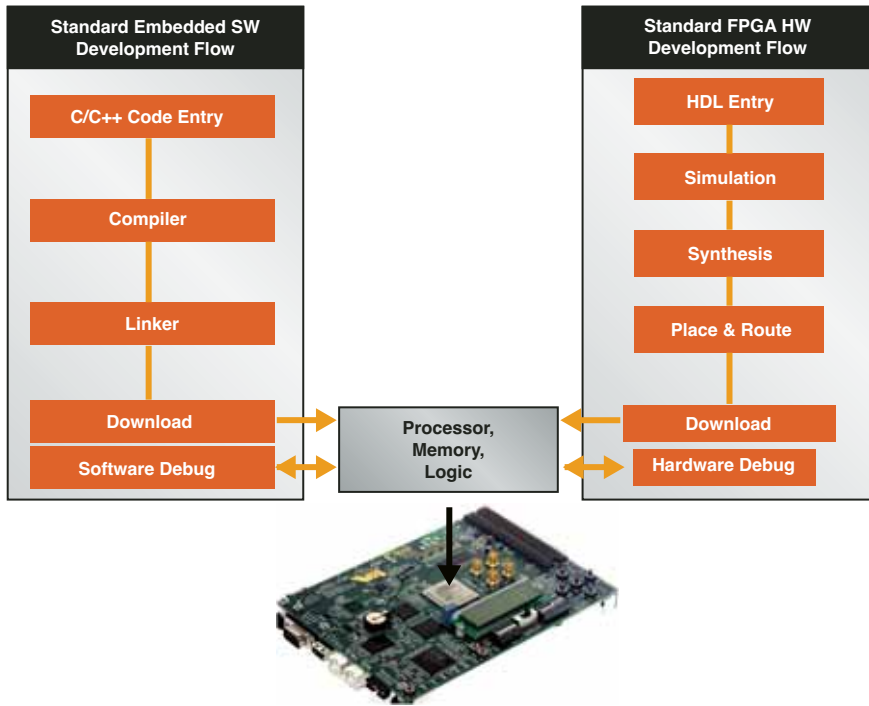 Standard Embedded SW
Development Flow
C/C++ Code Entry
Compiler
Linker
Download
Software Debug
Processor,
Memory,
Logic
Standard FPGA HW
Development Flow
HDL Entry
Simulation
Synthesis
Place & Route
Download
Hardware Debug